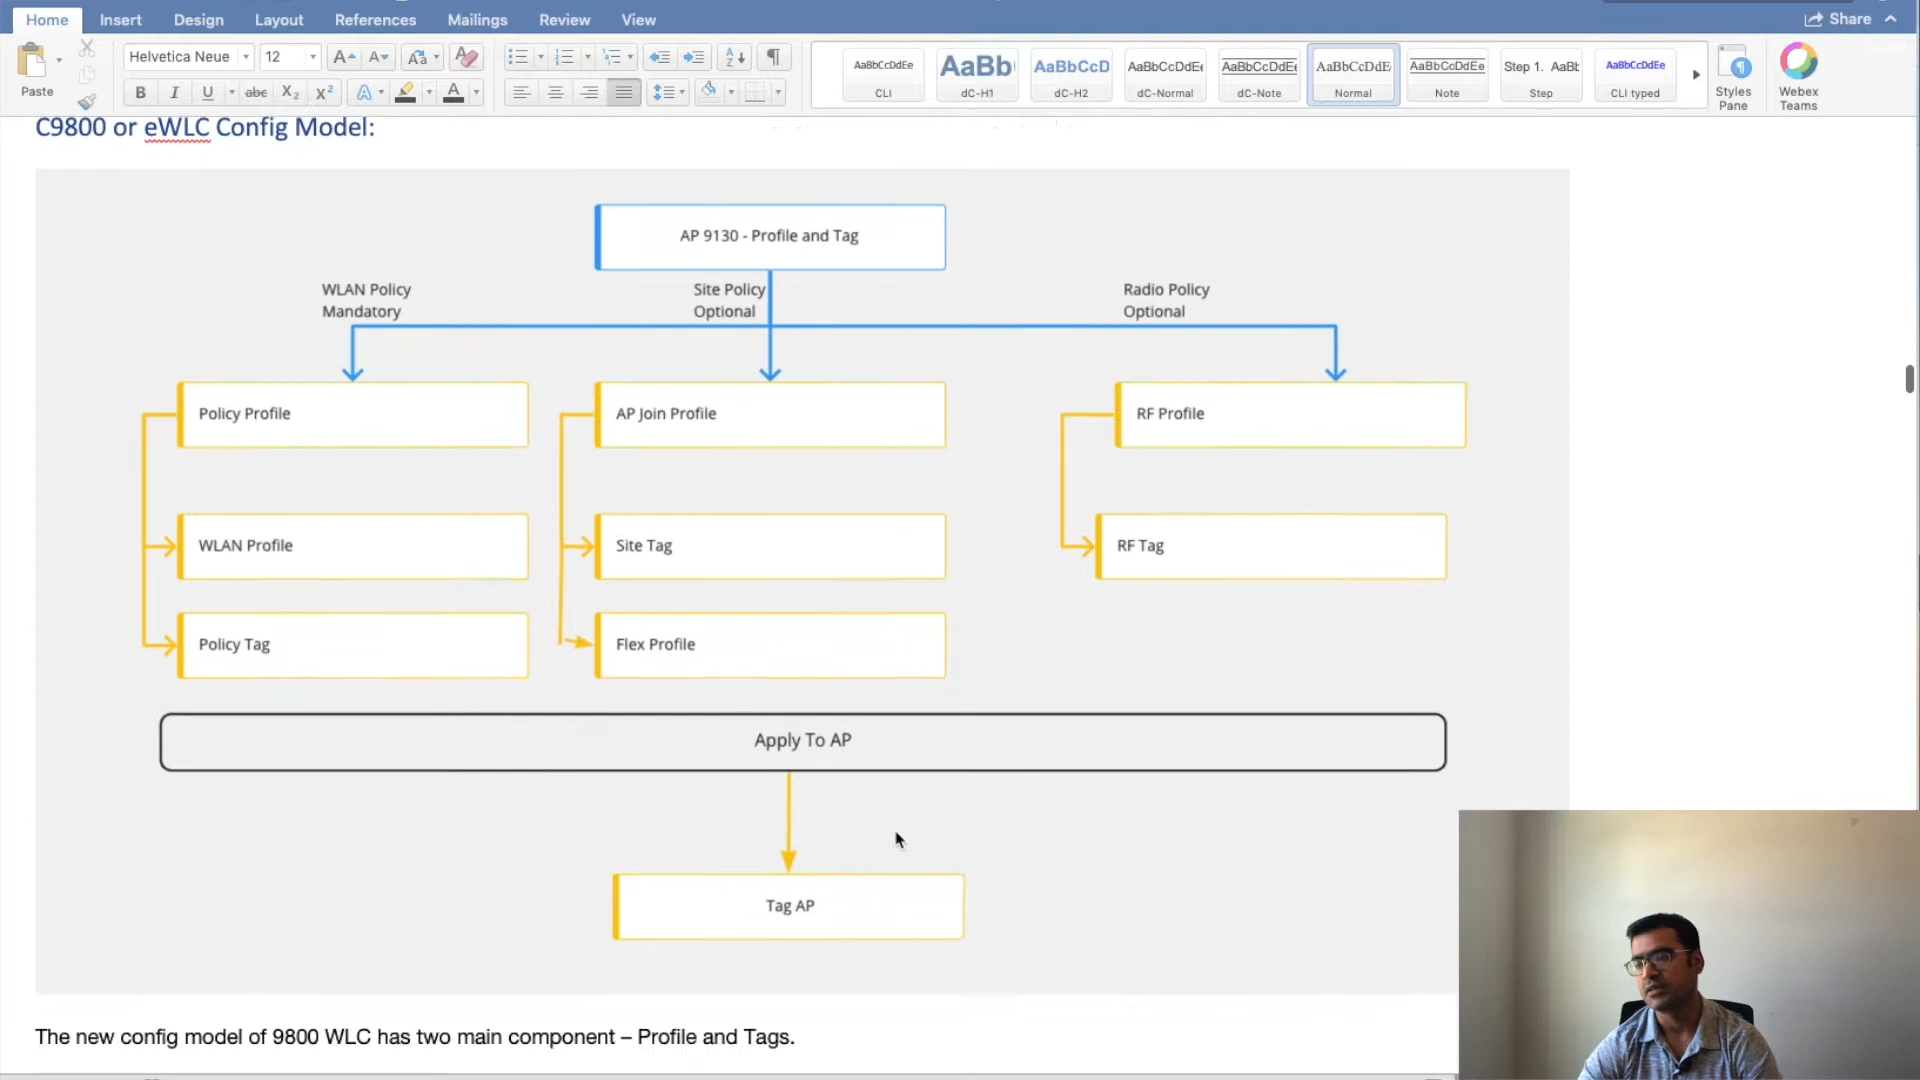 Home Insert Design Layout References Mailings Review View Share
Paste Helvetica Neue 12 A A Aa A
B I U abc X2 X2 A A
AaBbCcDdEe AaBb( AaBbCcD AaBbCcDdEe AaBbCcDdEe AaBbCcDdE AaBbCcDdEe Step 1. AaBb AaBbCcDdEe
CLI dC-H1 dC-H2 dC-Normal dC-Note Normal Note Step CLI typed
Styles
Pane
Webex
Teams
C9800 or eWLC Config Model:
AP 9130 - Profile and Tag
WLAN Policy
Mandatory
Site Policy
Optional
Radio Policy
Optional
Policy Profile
AP Join Profile
RF Profile
WLAN Profile
Site Tag
RF Tag
Policy Tag
Flex Profile
Apply To AP
Tag AP
The new config model of 9800 WLC has two main component – Profile and Tags.